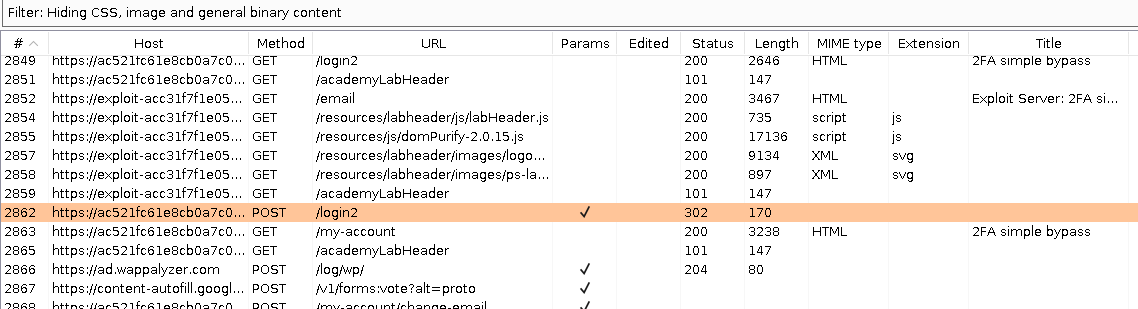 Filter: Hiding CSS, image and general binary content
# Host Method URL Params Edited Status Length MIME type Extension Title
2849 https://ac521fc61e8cb0a7c0... GET /login2 200 2646 HTML 2FA simple bypass
2851 https://ac521fc61e8cb0a7c0... GET /academyLabHeader 101 147
2852 https://exploit-acc31f7f1e05... GET /email 200 3467 HTML Exploit Server: 2FA si...
2854 https://exploit-acc31f7f1e05... GET /resources/labheader/js/labHeader.js 200 735 script js
2855 https://exploit-acc31f7f1e05... GET /resources/js/domPurify-2.0.15.js 200 17136 script js
2857 https://exploit-acc31f7f1e05... GET /resources/labheader/images/logo... 200 9134 XML svg
2858 https://exploit-acc31f7f1e05... GET /resources/labheader/images/ps-la... 200 897 XML svg
2859 https://exploit-acc31f7f1e05... GET /academyLabHeader 101 147
2862 https://ac521fc61e8cb0a7c0... POST /login2 ✓ 302 170
2863 https://ac521fc61e8cb0a7c0... GET /my-account 200 3238 HTML 2FA simple bypass
2865 https://ac521fc61e8cb0a7c0... GET /academyLabHeader 101 147
2866 https://ad.wappalyzer.com POST /log/wp/ ✓ 204 80
2867 https://content-autofill.googl... POST /v1/forms:vote?alt=proto ✓
2868 https://ac521fc61e8cb0a7c0... POST /my-account/change-email ✓